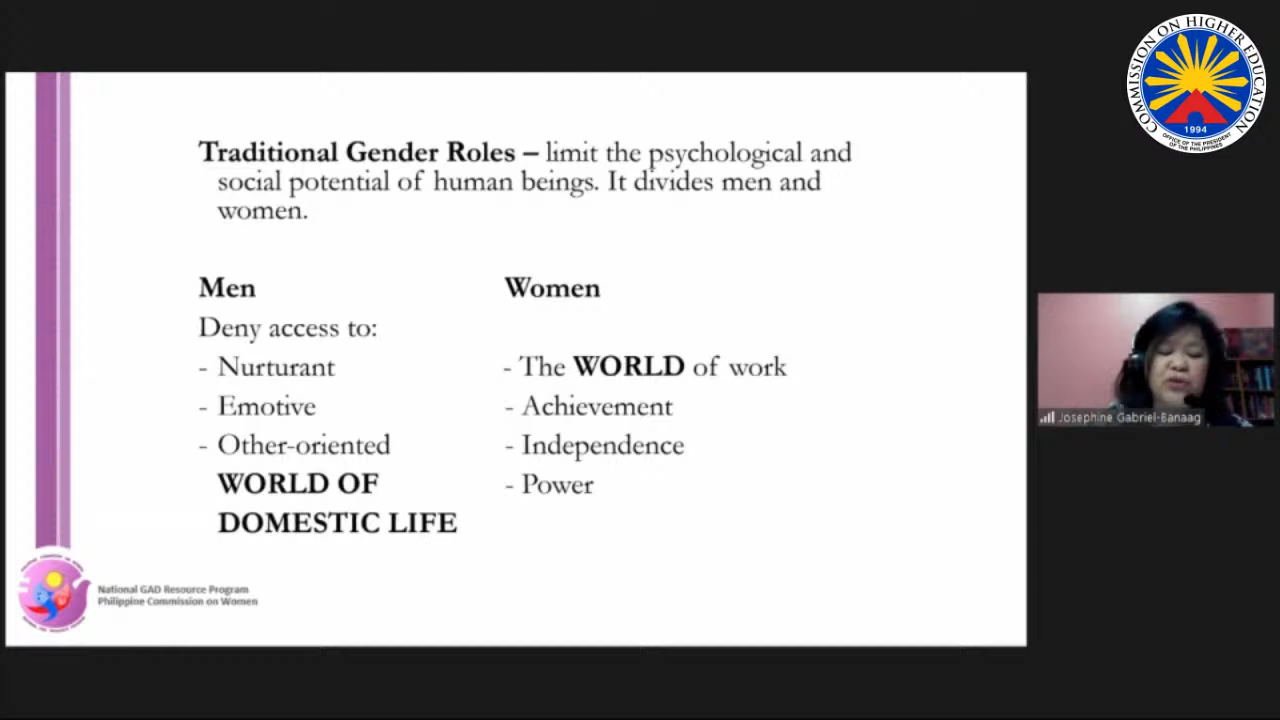 COMMISSION ON HIGHER EDUCATION
1994
OFFICE OF THE PRESIDENT
OF THE PHILIPPINES
Traditional Gender Roles – limit the psychological and
social potential of human beings. It divides men and
women.
Men Women
Deny access to:
- Nurturant - The WORLD of work
- Emotive - Achievement
- Other-oriented - Independence
WORLD OF - Power
DOMESTIC LIFE
Josephine Gabriel-Banaag
National GAD Resource Program
Philippine Commission on Women